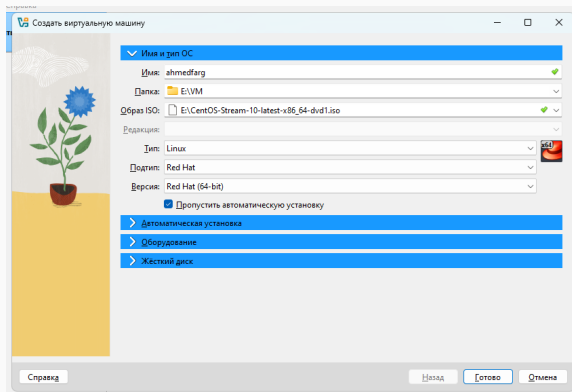 Справка
Создать виртуальную машину
Имя и тип ОС
Имя: ahmedfarg
Папка: E:\VM
Образ ISO: E:\CentOS-Stream-10-latest-x86_64-dvd1.iso
Редакция:
Тип: Linux
x64
Подтип: Red Hat
Версия: Red Hat (64-bit)
Пропустить автоматическую установку
Автоматическая установка
Оборудование
Жёсткий диск
Справка Назад Готово Отмена